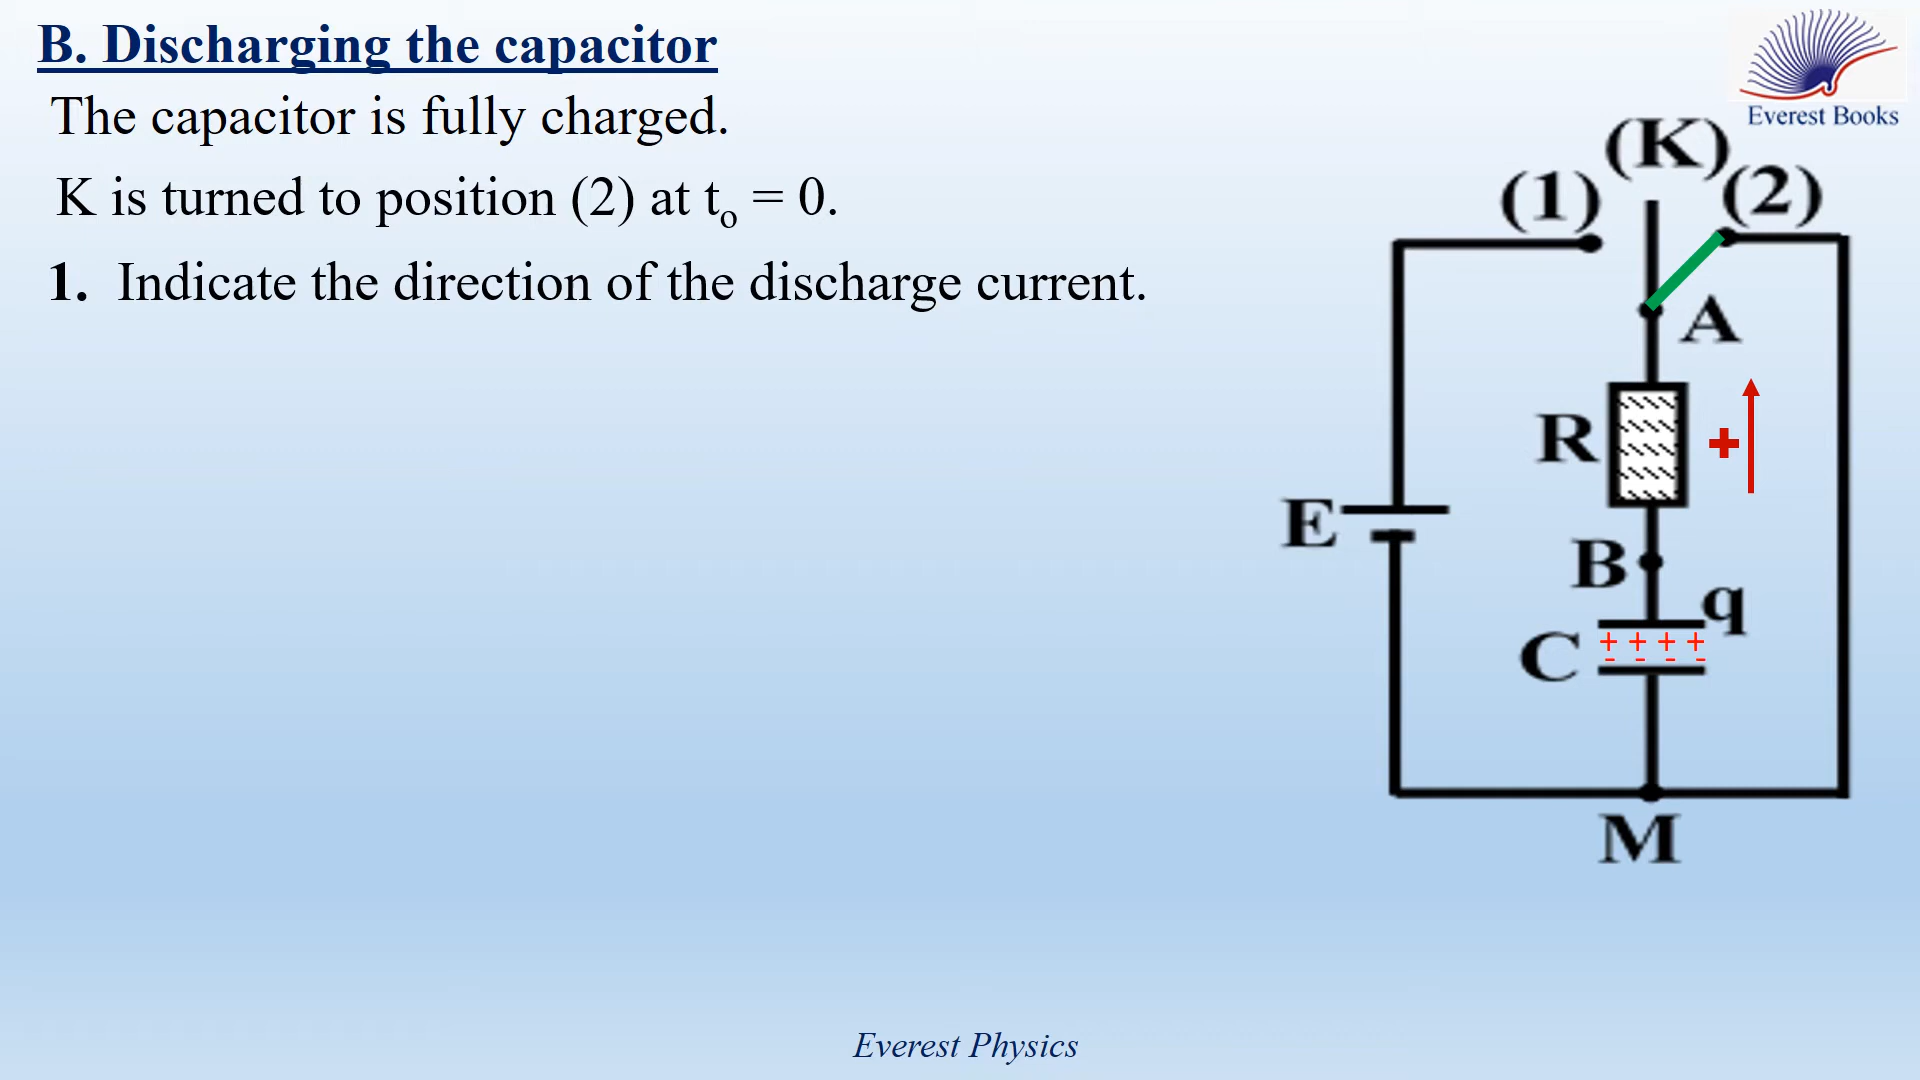 B. Discharging the capacitor
The capacitor is fully charged.
K is turned to position (2) at to = 0.
1. Indicate the direction of the discharge current.
Everest Books
(K)
(1)
(2)
A
R
+
E
B
q
C
+ + + +
- - - -
M
Everest Physics